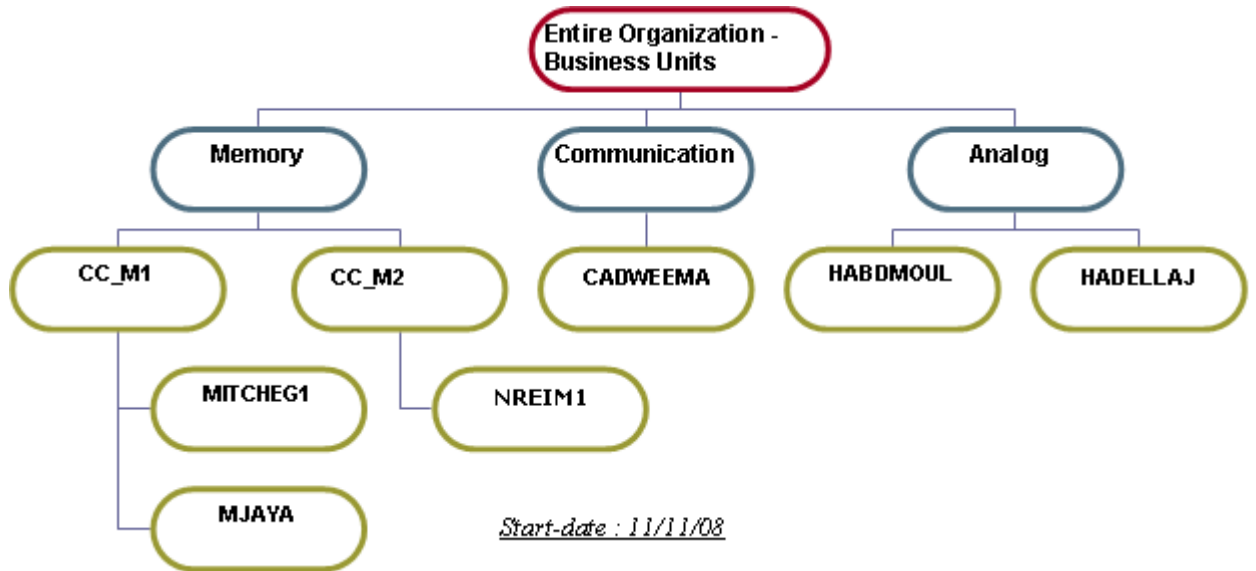 Entire Organization -
Business Units
Memory
Communication
Analog
CC_M1
CC_M2
CADWEEMA
HABDMOUL
HADELLAJ
MITCHEG1
NREIM1
MJAYA
Start-date : 11/11/08